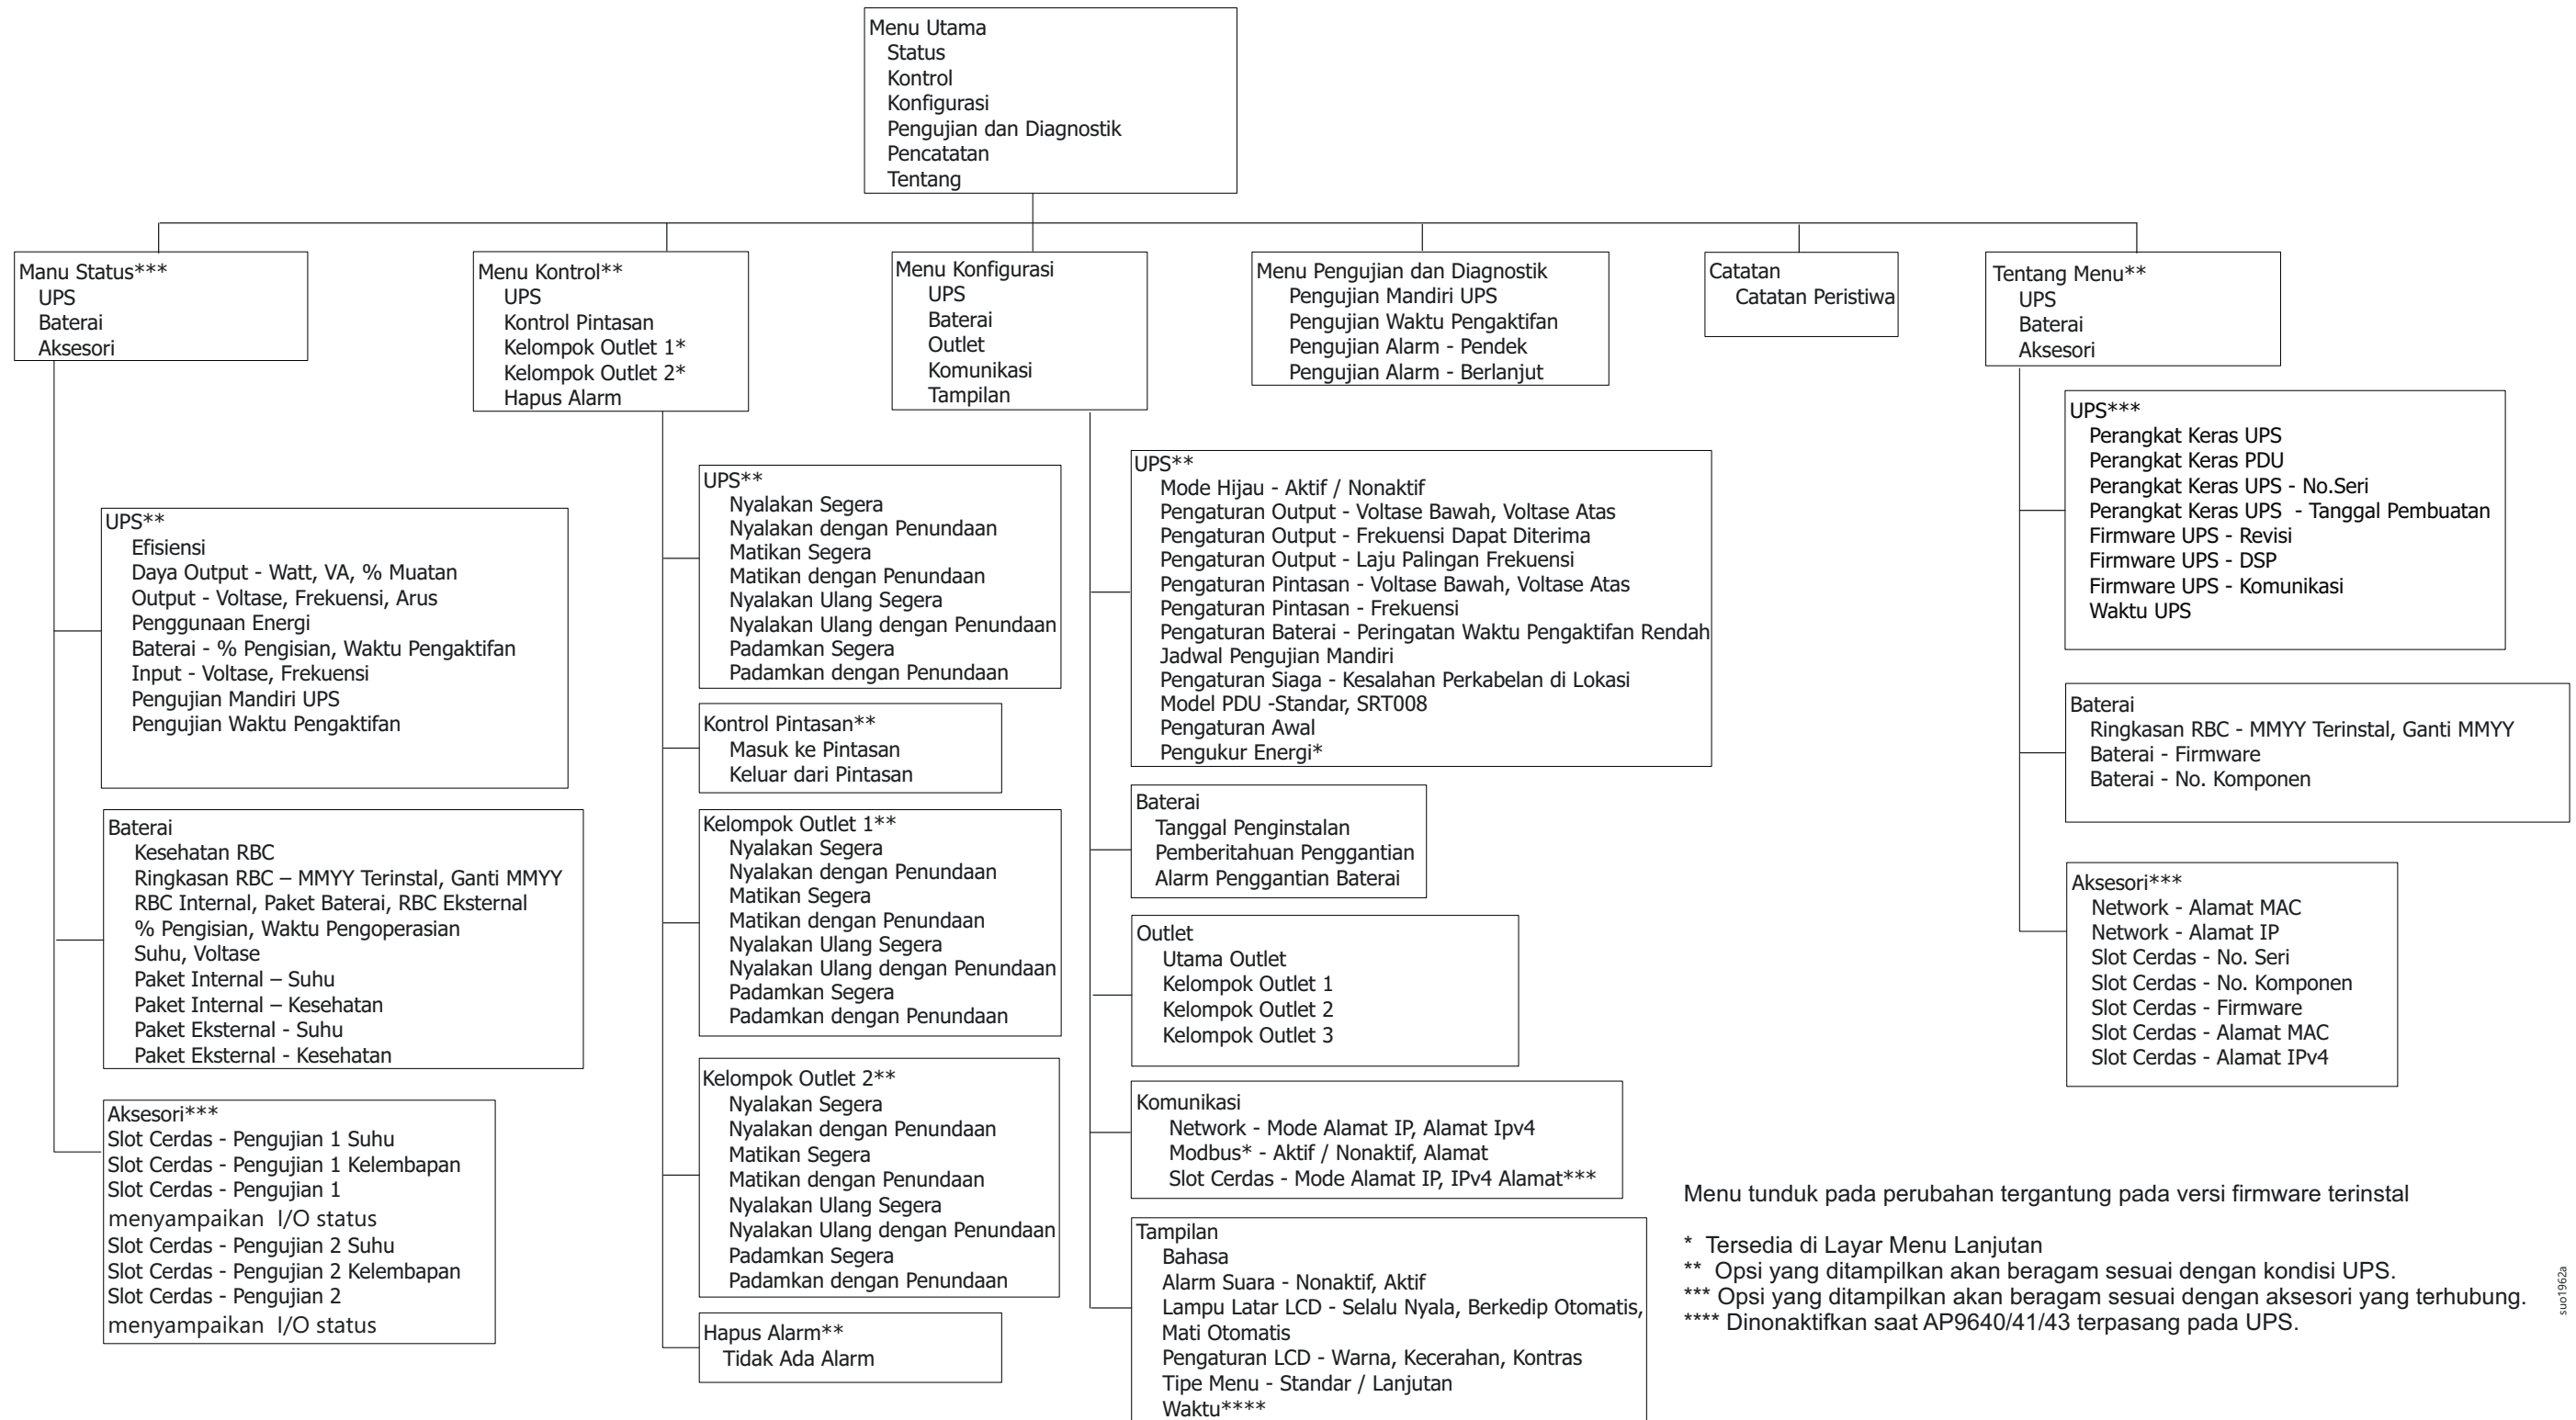 Menu Utama
Status
Kontrol
Konfigurasi
Pengujian dan Diagnostik
Pencatatan
Tentang
Manu Status***
UPS
Baterai
Aksesori
UPS**
Efisiensi
Daya Output - Watt, VA, % Muatan
Output - Voltase, Frekuensi, Arus
Penggunaan Energi
Baterai - % Pengisian, Waktu Pengaktifan
Input - Voltase, Frekuensi
Pengujian Mandiri UPS
Pengujian Waktu Pengaktifan
Baterai
Kesehatan RBC
Ringkasan RBC – MMYY Terinstal, Ganti MMYY
RBC Internal, Paket Baterai, RBC Eksternal
% Pengisian, Waktu Pengoperasian
Suhu, Voltase
Paket Internal – Suhu
Paket Internal – Kesehatan
Paket Eksternal - Suhu
Paket Eksternal - Kesehatan
Aksesori***
Slot Cerdas - Pengujian 1 Suhu
Slot Cerdas - Pengujian 1 Kelembapan
Slot Cerdas - Pengujian 1
menyampaikan I/O status
Slot Cerdas - Pengujian 2 Suhu
Slot Cerdas - Pengujian 2 Kelembapan
Slot Cerdas - Pengujian 2
menyampaikan I/O status
Menu Kontrol**
UPS
Kontrol Pintasan
Kelompok Outlet 1*
Kelompok Outlet 2*
Hapus Alarm
UPS**
Nyalakan Segera
Nyalakan dengan Penundaan
Matikan Segera
Matikan dengan Penundaan
Nyalakan Ulang Segera
Nyalakan Ulang dengan Penundaan
Padamkan Segera
Padamkan dengan Penundaan
Kontrol Pintasan**
Masuk ke Pintasan
Keluar dari Pintasan
Kelompok Outlet 1**
Nyalakan Segera
Nyalakan dengan Penundaan
Matikan Segera
Matikan dengan Penundaan
Nyalakan Ulang Segera
Nyalakan Ulang dengan Penundaan
Padamkan Segera
Padamkan dengan Penundaan
Kelompok Outlet 2**
Nyalakan Segera
Nyalakan dengan Penundaan
Matikan Segera
Matikan dengan Penundaan
Nyalakan Ulang Segera
Nyalakan Ulang dengan Penundaan
Padamkan Segera
Padamkan dengan Penundaan
Hapus Alarm**
Tidak Ada Alarm
Menu Konfigurasi
UPS
Baterai
Outlet
Komunikasi
Tampilan
UPS**
Mode Hijau - Aktif / Nonaktif
Pengaturan Output - Voltase Bawah, Voltase Atas
Pengaturan Output - Frekuensi Dapat Diterima
Pengaturan Output - Laju Palingan Frekuensi
Pengaturan Pintasan - Voltase Bawah, Voltase Atas
Pengaturan Pintasan - Frekuensi
Pengaturan Baterai - Peringatan Waktu Pengaktifan Rendah
Jadwal Pengujian Mandiri
Pengaturan Siaga - Kesalahan Perkabelan di Lokasi
Model PDU -Standar, SRT008
Pengaturan Awal
Pengukur Energi*
Baterai
Tanggal Penginstalan
Pemberitahuan Penggantian
Alarm Penggantian Baterai
Outlet
Utama Outlet
Kelompok Outlet 1
Kelompok Outlet 2
Kelompok Outlet 3
Komunikasi
Network - Mode Alamat IP, Alamat Ipv4
Modbus* - Aktif / Nonaktif, Alamat
Slot Cerdas - Mode Alamat IP, IPv4 Alamat***
Tampilan
Bahasa
Alarm Suara - Nonaktif, Aktif
Lampu Latar LCD - Selalu Nyala, Berkedip Otomatis,
Mati Otomatis
Pengaturan LCD - Warna, Kecerahan, Kontras
Tipe Menu - Standar / Lanjutan
Waktu****
Menu Pengujian dan Diagnostik
Pengujian Mandiri UPS
Pengujian Waktu Pengaktifan
Pengujian Alarm - Pendek
Pengujian Alarm - Berlanjut
Catatan
Catatan Peristiwa
Tentang Menu**
UPS
Baterai
Aksesori
UPS***
Perangkat Keras UPS
Perangkat Keras PDU
Perangkat Keras UPS - No.Seri
Perangkat Keras UPS - Tanggal Pembuatan
Firmware UPS - Revisi
Firmware UPS - DSP
Firmware UPS - Komunikasi
Waktu UPS
Baterai
Ringkasan RBC - MMYY Terinstal, Ganti MMYY
Baterai - Firmware
Baterai - No. Komponen
Aksesori***
Network - Alamat MAC
Network - Alamat IP
Slot Cerdas - No. Seri
Slot Cerdas - No. Komponen
Slot Cerdas - Firmware
Slot Cerdas - Alamat MAC
Slot Cerdas - Alamat IPv4
Menu tunduk pada perubahan tergantung pada versi firmware terinstal
* Tersedia di Layar Menu Lanjutan
** Opsi yang ditampilkan akan beragam sesuai dengan kondisi UPS.
*** Opsi yang ditampilkan akan beragam sesuai dengan aksesori yang terhubung.
**** Dinonaktifkan saat AP9640/41/43 terpasang pada UPS.
suo1962a